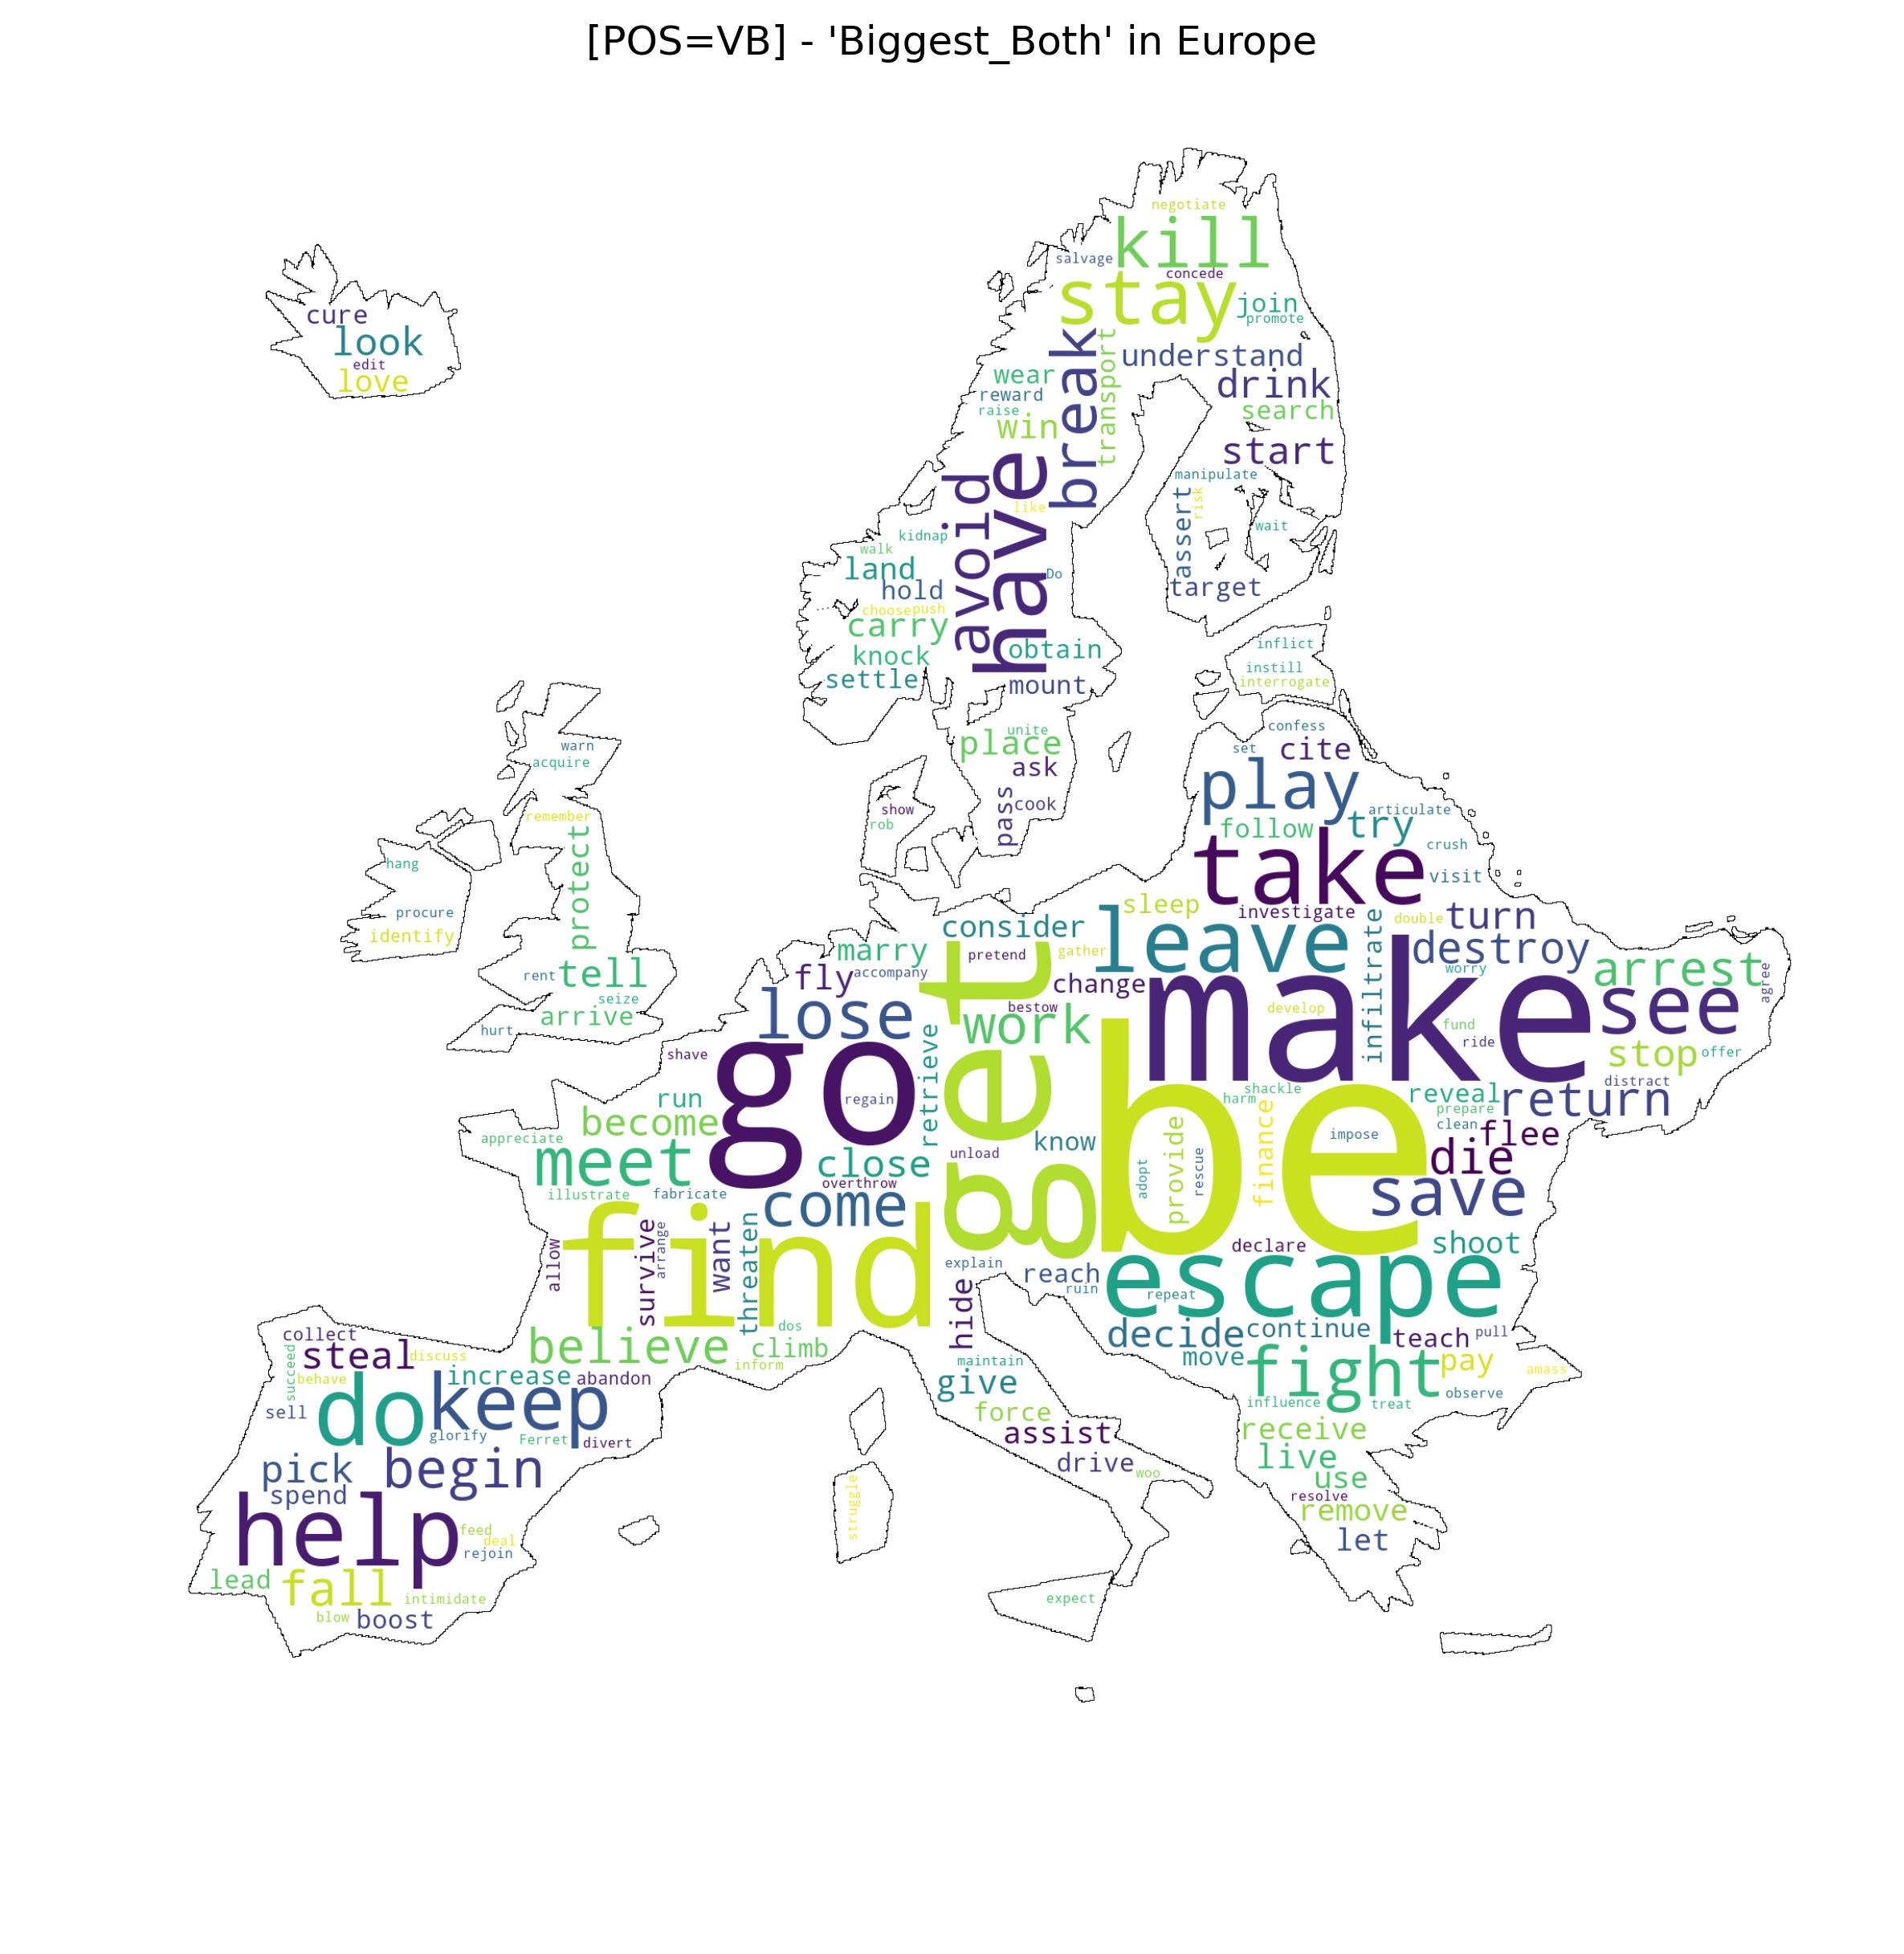 [POS=VB] - 'Biggest_Both' in Europe
negotiate
kill
salvage
concede
stay
join
promote
cure
look
edit
love
break
transport
understand
wear
drink
reward
raise
search
win
start
have
avoid
manipulate
assert
risk
like
wait
kidnap
walk
land
Do
hold
target
choose
push
carry
obtain
inflict
knock
instill
settle
mount
interrogate
confess
unite
place
set
cite
warn
acquire
ask
play
cook
pass
show
rob
articulate
remember
follow
try
protect
crush
hang
take
visit
sleep
investigate
procure
double
turn
identify
consider
leave
infiltrate
destroy
marry
pretend
gather
get
worry
arrest
tell
rent
fly
accompany
change
make
agree
seize
bestow
develop
see
arrive
lose
work
fund
hurt
ride
retrieve
shave
go
stop
offer
distract
shackle
run
regain
harm
reveal
return
be
finance
prepare
become
provide
clean
appreciate
know
impose
flee
meet
close
unload
adopt
rescue
die
overthrow
illustrate
fabricate
come
save
find
survive
arrange
want
threaten
allow
declare
shoot
explain
reach
escape
ruin
repeat
hide
dos
collect
steal
discuss
believe
climb
decide
continue
teach
pull
succeed
behave
increase
abandon
inform
maintain
move
fight
pay
amass
do
keep
give
observe
sell
influence
treat
glorify
Ferret
divert
force
assist
receive
pick
begin
drive
woo
live
use
spend
struggle
resolve
remove
help
feed
deal
rejoin
let
lead
fall
intimidate
expect
blow
boost